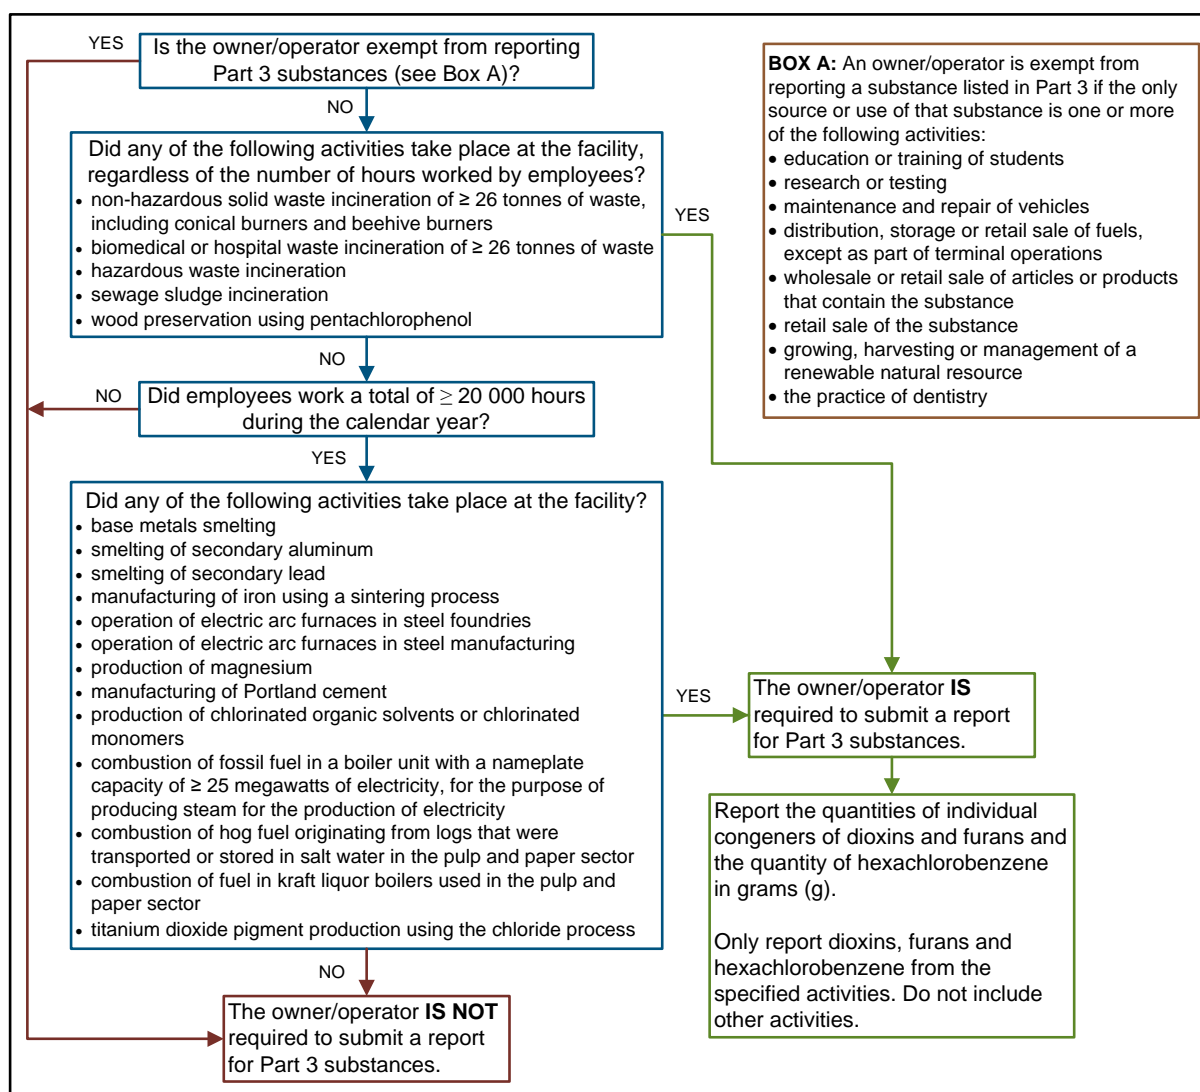 YES
Is the owner/operator exempt from reporting
Part 3 substances (see Box A)?
NO
Did any of the following activities take place at the facility,
regardless of the number of hours worked by employees?
• non-hazardous solid waste incineration of ≥ 26 tonnes of waste,
including conical burners and beehive burners
• biomedical or hospital waste incineration of ≥ 26 tonnes of waste
• hazardous waste incineration
• sewage sludge incineration
• wood preservation using pentachlorophenol
YES
BOX A: An owner/operator is exempt from
reporting a substance listed in Part 3 if the only
source or use of that substance is one or more
of the following activities:
• education or training of students
• research or testing
• maintenance and repair of vehicles
• distribution, storage or retail sale of fuels,
except as part of terminal operations
• wholesale or retail sale of articles or products
that contain the substance
• retail sale of the substance
• growing, harvesting or management of a
renewable natural resource
• the practice of dentistry
NO
NO
Did employees work a total of ≥ 20 000 hours
during the calendar year?
YES
Did any of the following activities take place at the facility?
• base metals smelting
• smelting of secondary aluminum
• smelting of secondary lead
• manufacturing of iron using a sintering process
• operation of electric arc furnaces in steel foundries
• operation of electric arc furnaces in steel manufacturing
• production of magnesium
• manufacturing of Portland cement
• production of chlorinated organic solvents or chlorinated
monomers
• combustion of fossil fuel in a boiler unit with a nameplate
capacity of ≥ 25 megawatts of electricity, for the purpose of
producing steam for the production of electricity
• combustion of hog fuel originating from logs that were
transported or stored in salt water in the pulp and paper sector
• combustion of fuel in kraft liquor boilers used in the pulp and
paper sector
• titanium dioxide pigment production using the chloride process
YES
The owner/operator IS
required to submit a report
for Part 3 substances.
Report the quantities of individual
congeners of dioxins and furans and
the quantity of hexachlorobenzene
in grams (g).
Only report dioxins, furans and
hexachlorobenzene from the
specified activities. Do not include
other activities.
NO
The owner/operator IS NOT
required to submit a report
for Part 3 substances.